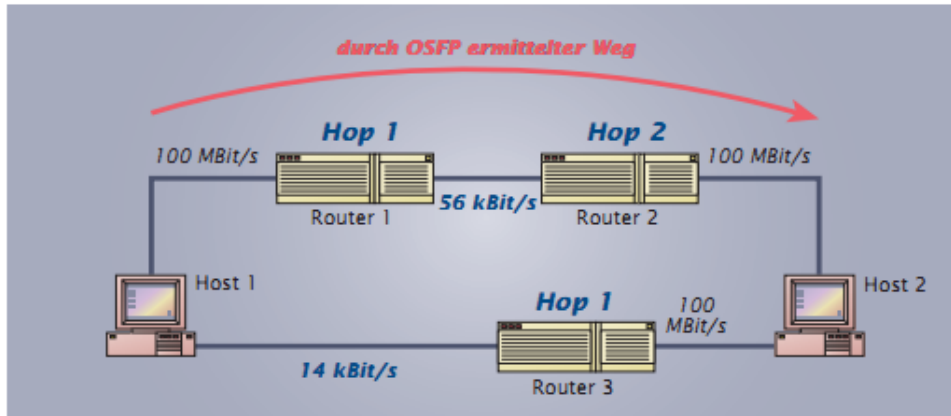 durch OSFP ermittelter Weg
Hop 1
Hop 2
100 MBit/s
100 MBit/s
56 kBit/s
Router 1
Router 2
Host 1
Host 2
Hop 1
100
MBit/s
14 kBit/s
Router 3